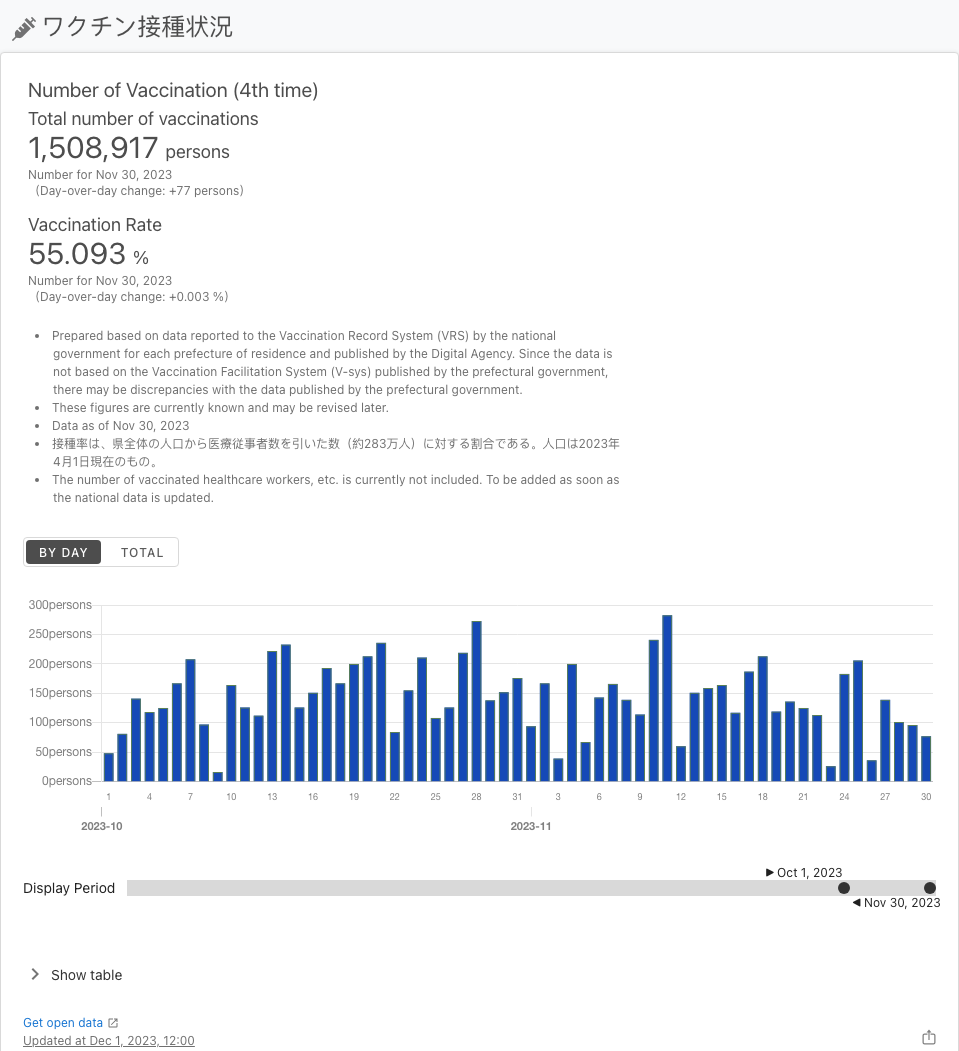 ワクチン接種状況
Number of Vaccination (4th time)
Total number of vaccinations
1,508,917 persons
Number for Nov 30, 2023
(Day-over-day change: +77 persons)
Vaccination Rate
55.093 %
Number for Nov 30, 2023
(Day-over-day change: +0.003 %)
• Prepared based on data reported to the Vaccination Record System (VRS) by the national
government for each prefecture of residence and published by the Digital Agency. Since the data is
not based on the Vaccination Facilitation System (V-sys) published by the prefectural government,
there may be discrepancies with the data published by the prefectural government.
• These figures are currently known and may be revised later.
• Data as of Nov 30, 2023
• 接種率は、県全体の人口から医療従事者数を引いた数（約283万人）に対する割合である。人口は2023年
4月1日現在のもの。
• The number of vaccinated healthcare workers, etc. is currently not included. To be added as soon as
the national data is updated.
BY DAY TOTAL
300persons
250persons
200persons
150persons
100persons
50persons
0persons
1 4 7 10 13 16 19 22 25 28 31 3 6 9 12 15 18 21 24 27 30
2023-10 2023-11
Oct 1, 2023
Display Period
Nov 30, 2023
Show table
Get open data
Updated at Dec 1, 2023, 12:00